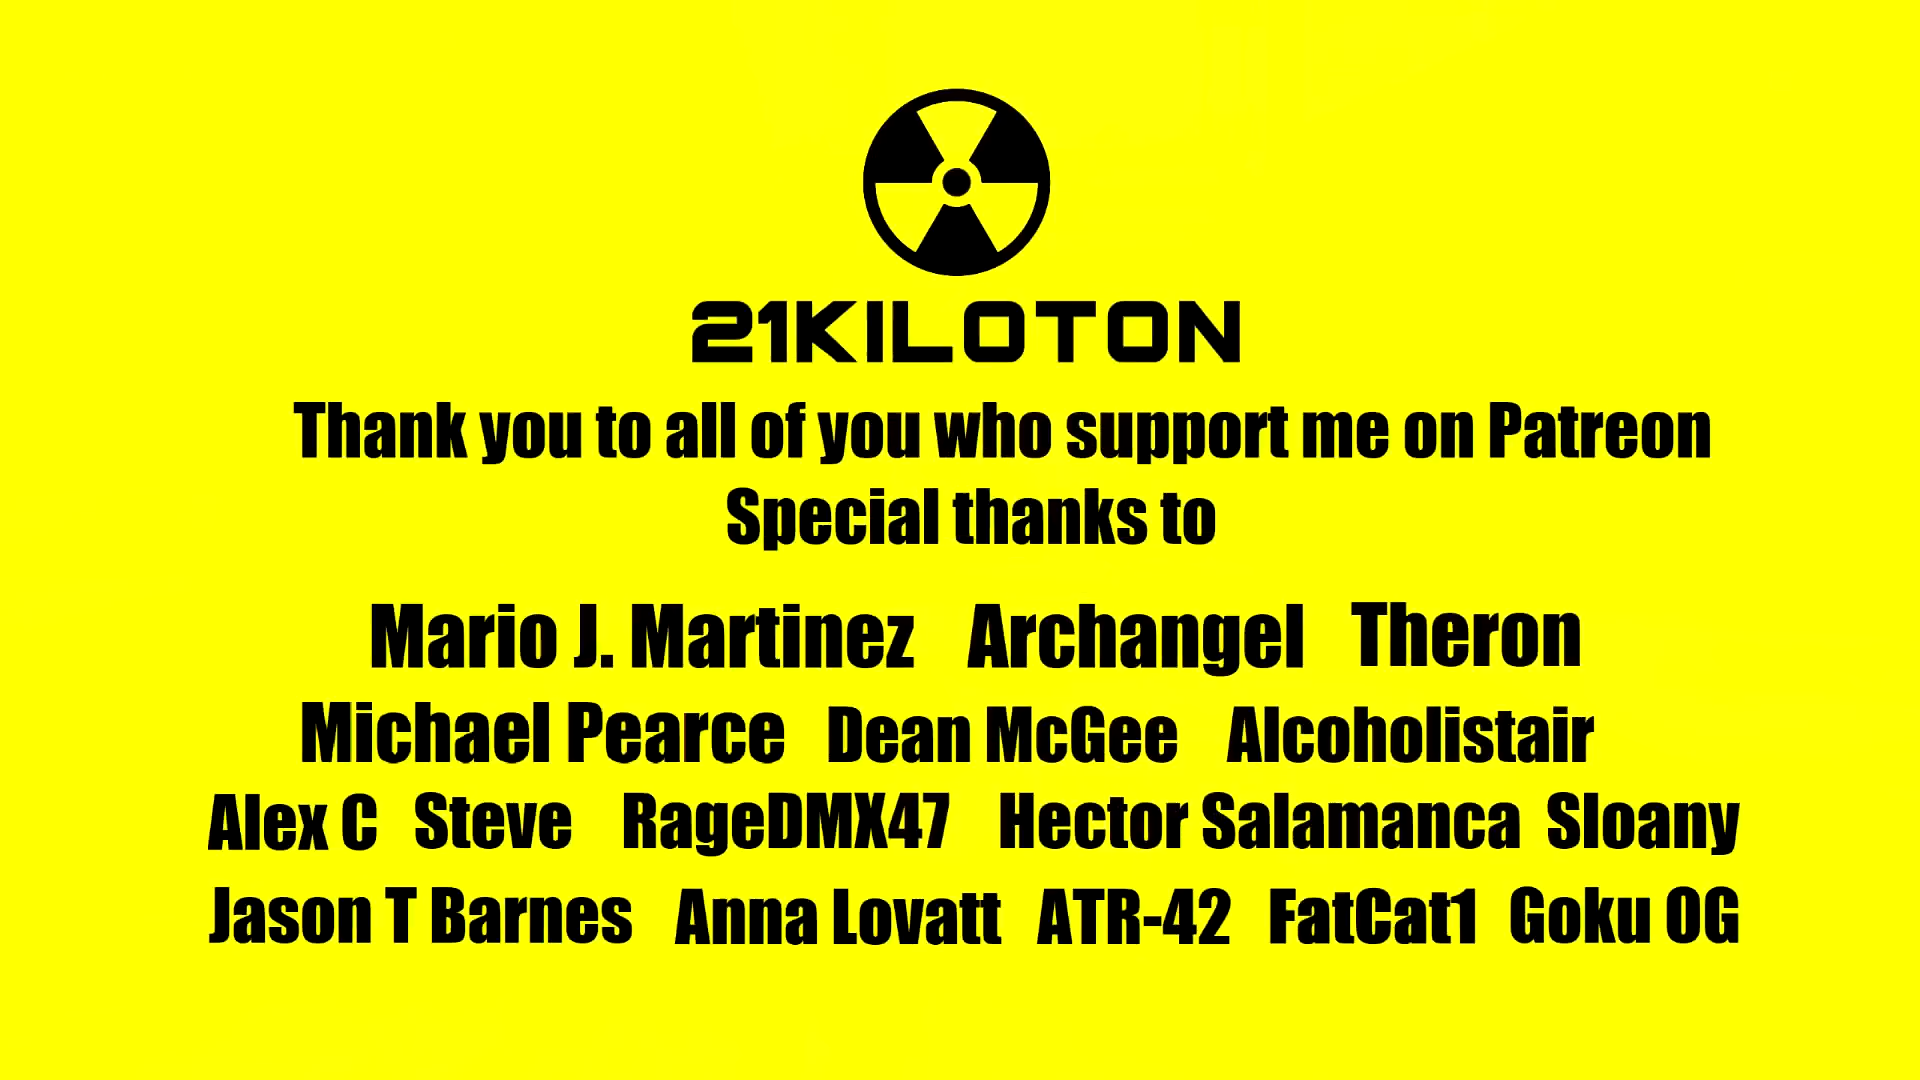 21KILOTON
Thank you to all of you who support me on Patreon
Special thanks to
Mario J. Martinez Archangel Theron
Michael Pearce Dean McGee Alcoholistair
Alex C Steve RageDMX47 Hector Salamanca Sloany
Jason T Barnes Anna Lovatt ATR-42 FatCat1 Goku OG